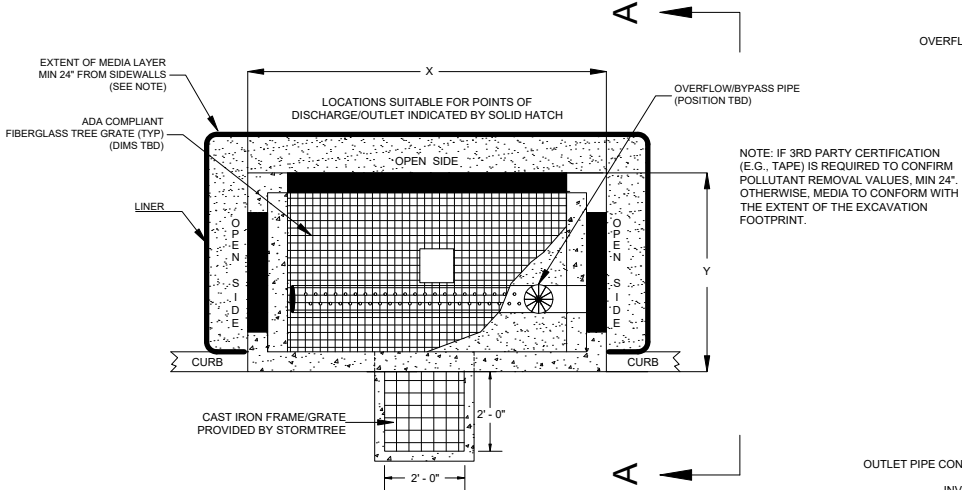 A
OVERFL
EXTENT OF MEDIA LAYER
MIN 24" FROM SIDEWALLS
(SEE NOTE)
X
OVERFLOW/BYPASS PIPE
(POSITION TBD)
LOCATIONS SUITABLE FOR POINTS OF
DISCHARGE/OUTLET INDICATED BY SOLID HATCH
ADA COMPLIANT
FIBERGLASS TREE GRATE (TYP)
(DIMS TBD)
OPEN SIDE
NOTE: IF 3RD PARTY CERTIFICATION
(E.G., TAPE) IS REQUIRED TO CONFIRM
POLLUTANT REMOVAL VALUES, MIN 24".
OTHERWISE, MEDIA TO CONFORM WITH
THE EXTENT OF THE EXCAVATION
FOOTPRINT.
LINER
OPEN SIDE
OPEN SIDE
Y
CURB
CURB
CAST IRON FRAME/GRATE
PROVIDED BY STORMTREE
2' - 0"
2' - 0"
A
OUTLET PIPE CON
INV